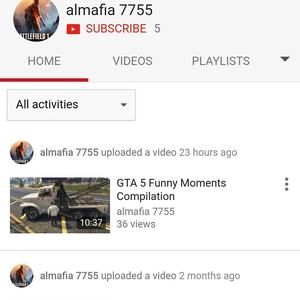 BATTLEFIELD 1
almafia 7755
SUBSCRIBE 5
HOME VIDEOS PLAYLISTS
All activities
almafia 7755 uploaded a video 23 hours ago
GTA 5 Funny Moments
Compilation
almafia 7755
36 views
10:37
almafia 7755 uploaded a video 2 months ago